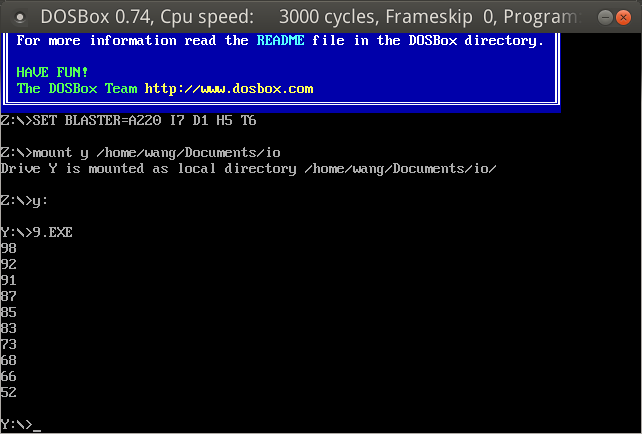 DOSBox 0.74, Cpu speed: 3000 cycles, Frameskip 0, Program
For more information read the README file in the DOSBox directory.
HAVE FUN!
The DOSBox Team http://www.dosbox.com
Z:\>SET BLASTER=A220 I7 D1 H5 T6
Z:\>mount y /home/wang/Documents/io
Drive Y is mounted as local directory /home/wang/Documents/io/
Z:\>y:
Y:\>9.EXE
98
92
91
87
85
83
73
68
66
52
Y:\>_